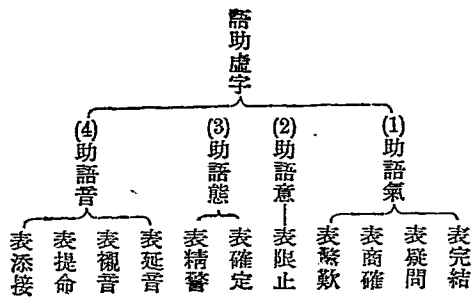 語助虛字
(1)助語氣
表完結
表疑問
表商確
表驚歎
(2)助語意
表限止
(3)助語態
表確定
表精警
(4)助語音
表延音
表襯音
表提命
表添接